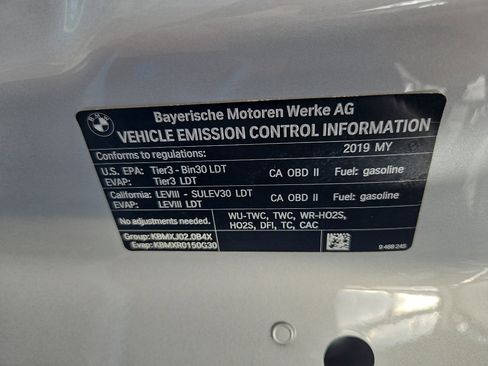 BMW
Bayerische Motoren Werke AG
VEHICLE EMISSION CONTROL INFORMATION
Conforms to regulations: 2019 MY
U.S. EPA: Tier3 - Bin30 LDT CA OBD II Fuel: gasoline
EVAP: Tier3 LDT
California: LEVIII - SULEV30 LDT CA OBD II Fuel: gasoline
EVAP: LEVIII LDT
No adjustments needed.
WU-TWC, TWC, WR-HO2S,
HO2S, DFI, TC, CAC
Group: KBMXJ02.0B4X
Evap: KBMXR0150G30
9 488 245